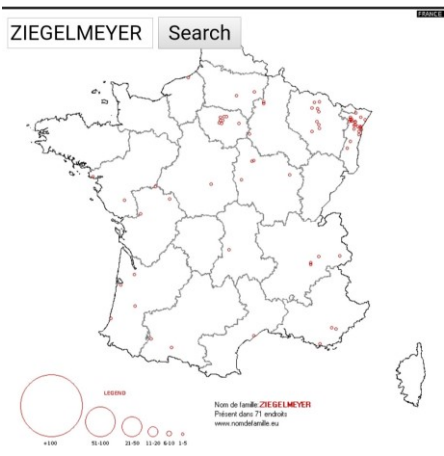 FRANCE
ZIEGELMEYER Search
LEGEND
+100 51-100 21-50 11-20 6-10 1-5
Nom de famille:ZIEGELMEYER
Présent dans 71 endroits
www.nomdefamille.eu